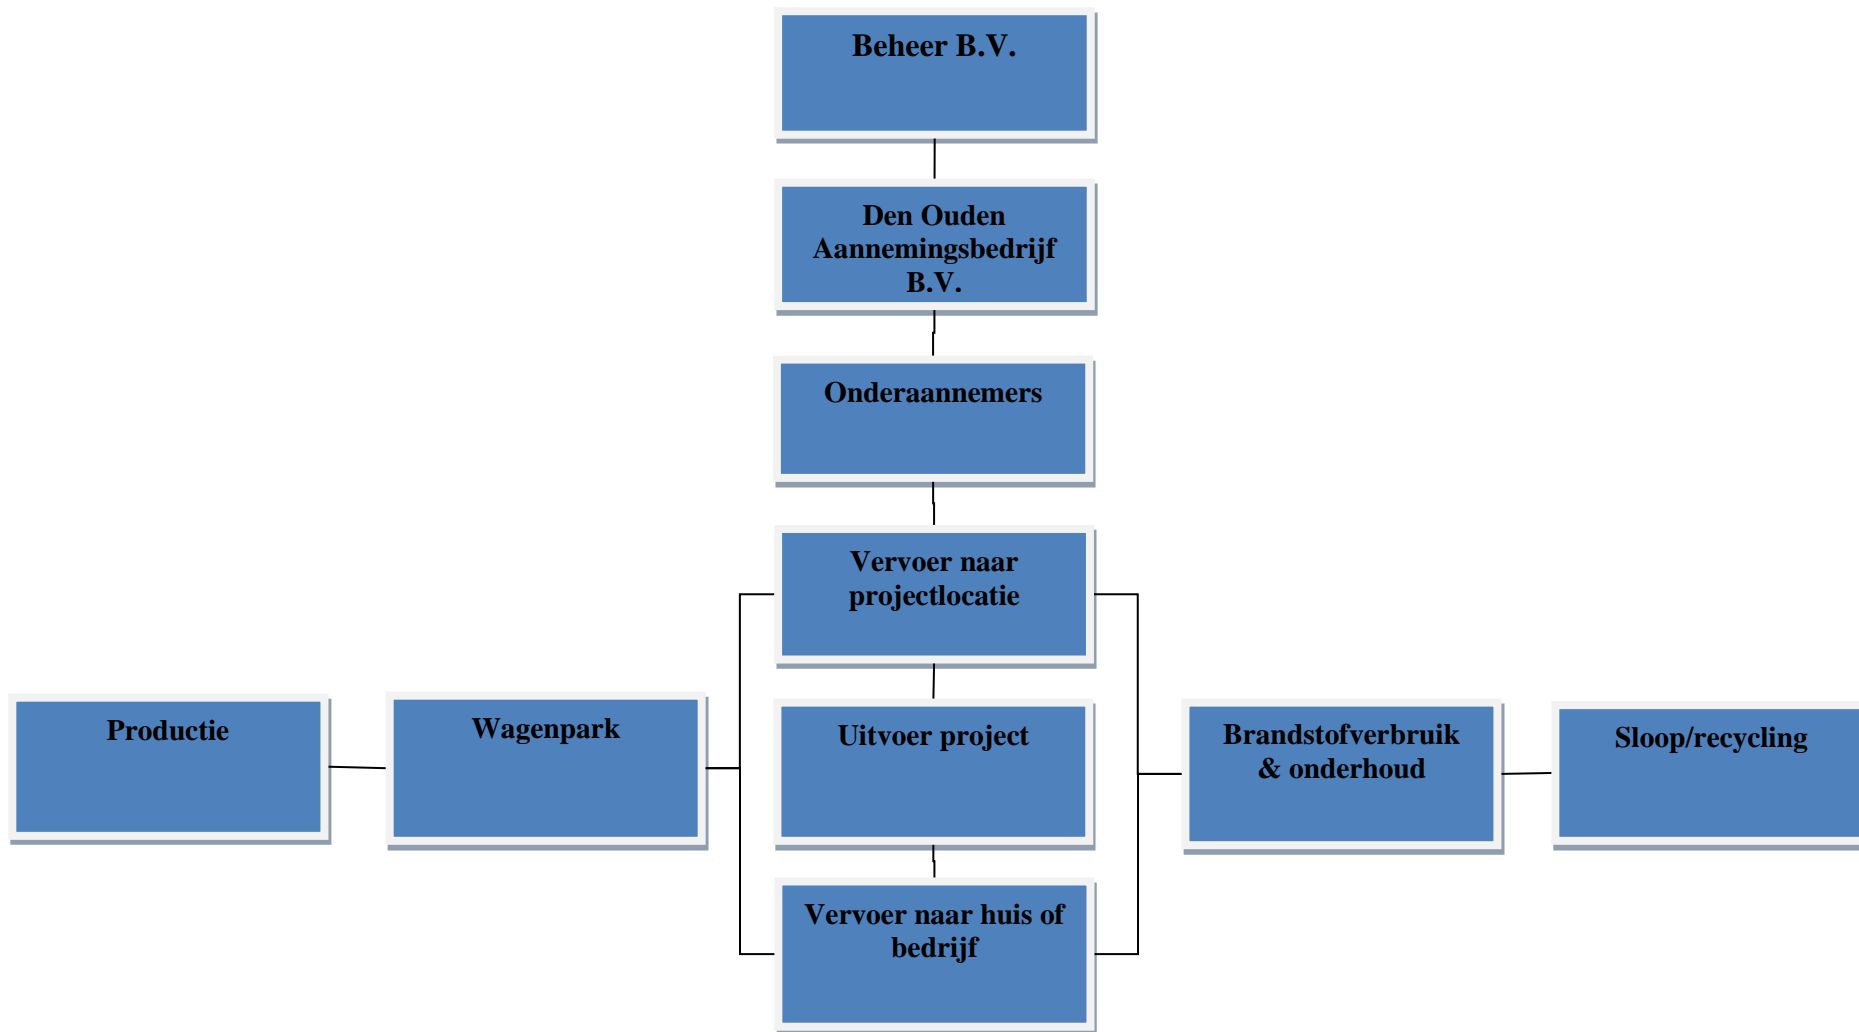 Beheer B.V.
Den Ouden
Aannemingsbedrijf
B.V.
Onderaannemers
Vervoer naar
projectlocatie
Productie
Wagenpark
Uitvoer project
Brandstofverbruik
& onderhoud
Sloop/recycling
Vervoer naar huis of
bedrijf